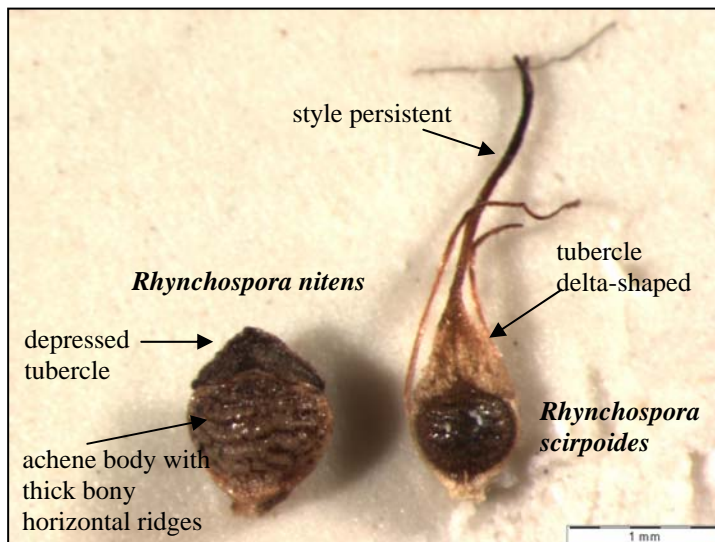 style persistent
tubercle
delta-shaped
Rhynchospora nitens
depressed
tubercle
achene body with
thick bony
horizontal ridges
Rhynchospora
scirpoides
1 mm